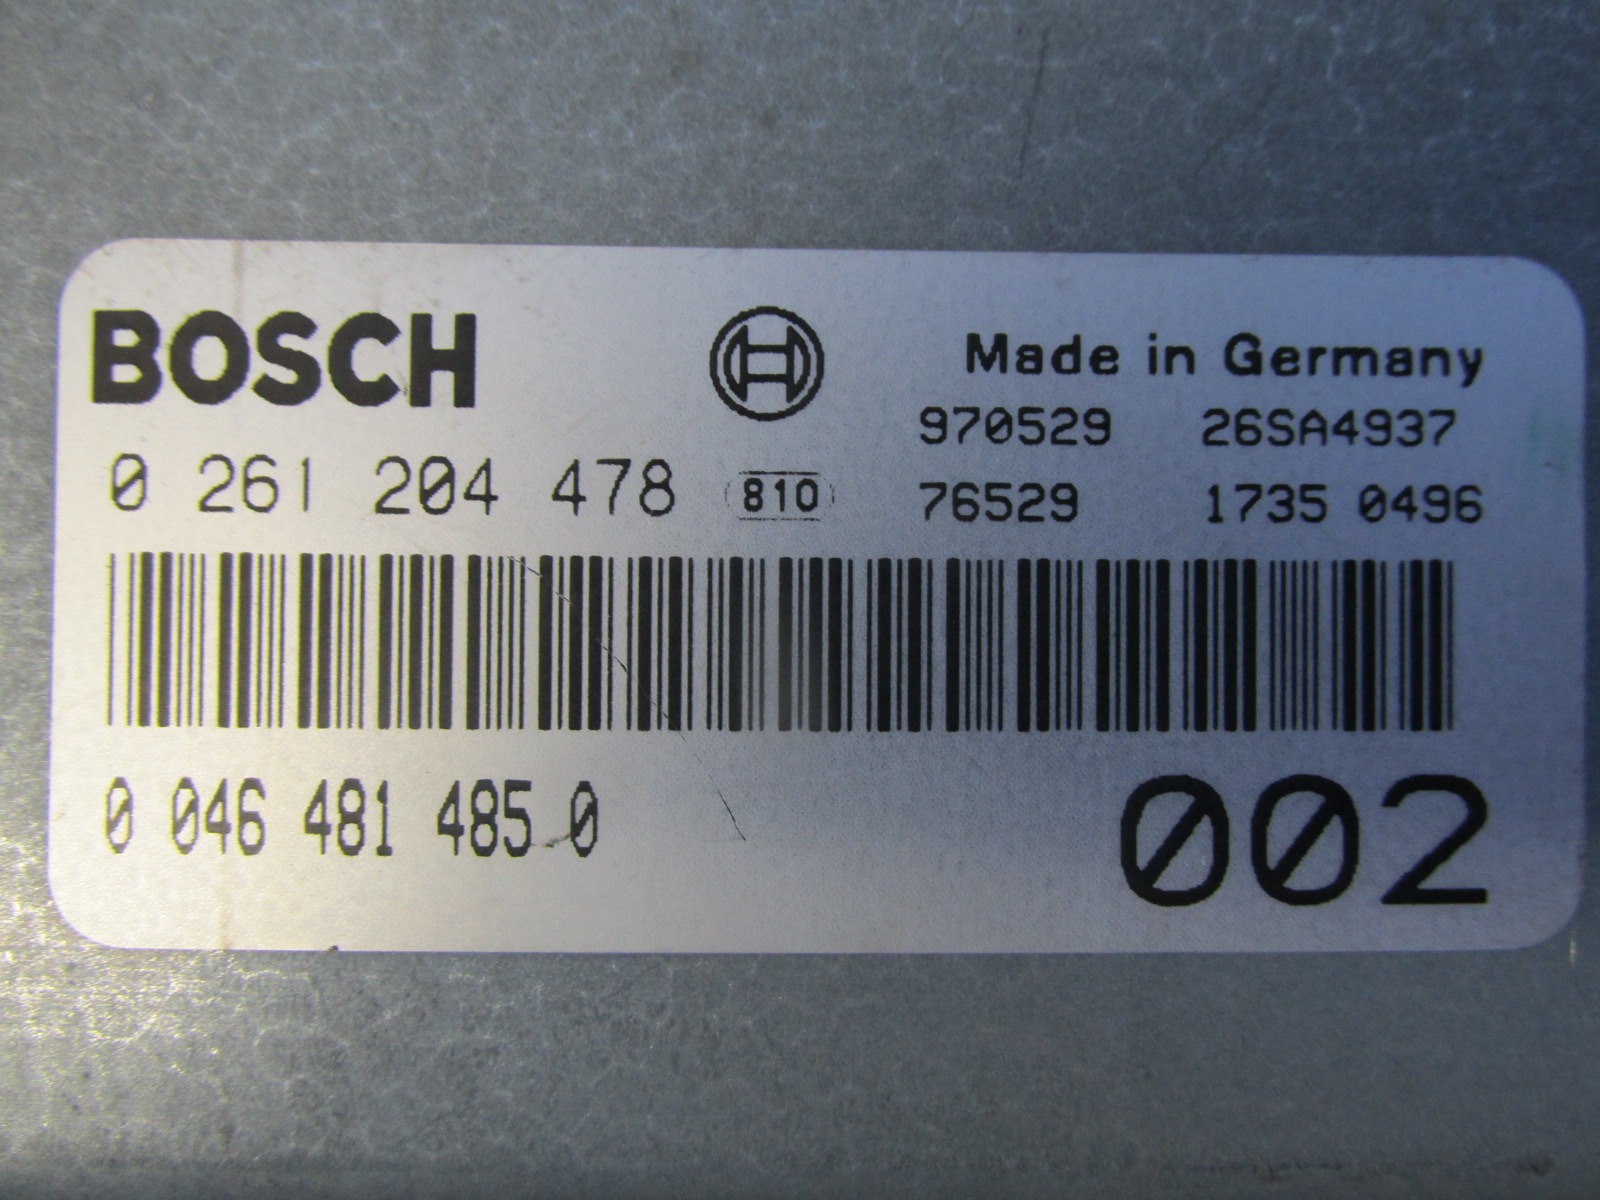 BOSCH
Made in Germany
970529 26SA4937
0 261 204 478 810 76529 1735 0496
0 046 481 485 0
002